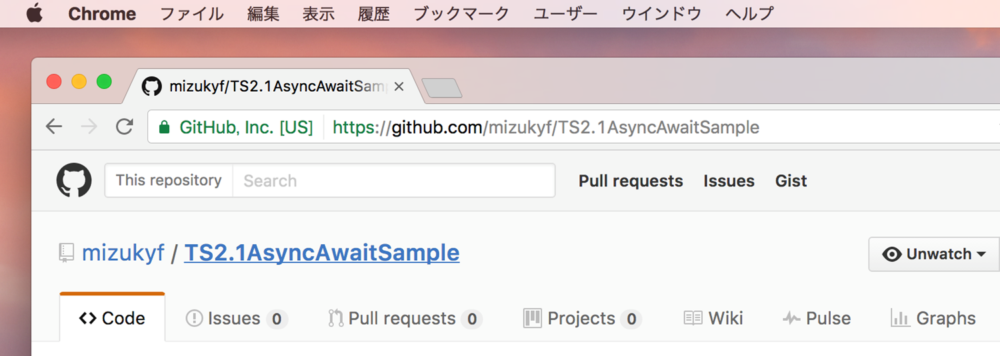 Chrome ファイル 編集 表示 履歴 ブックマーク ユーザー ウインドウ ヘルプ
mizukyf/TS2.1AsyncAwaitSam
GitHub, Inc. [US] https://github.com/mizukyf/TS2.1AsyncAwaitSample
This repository Search Pull requests Issues Gist
mizukyf / TS2.1AsyncAwaitSample Unwatch
Code Issues 0 Pull requests 0 Projects 0 Wiki Pulse Graphs